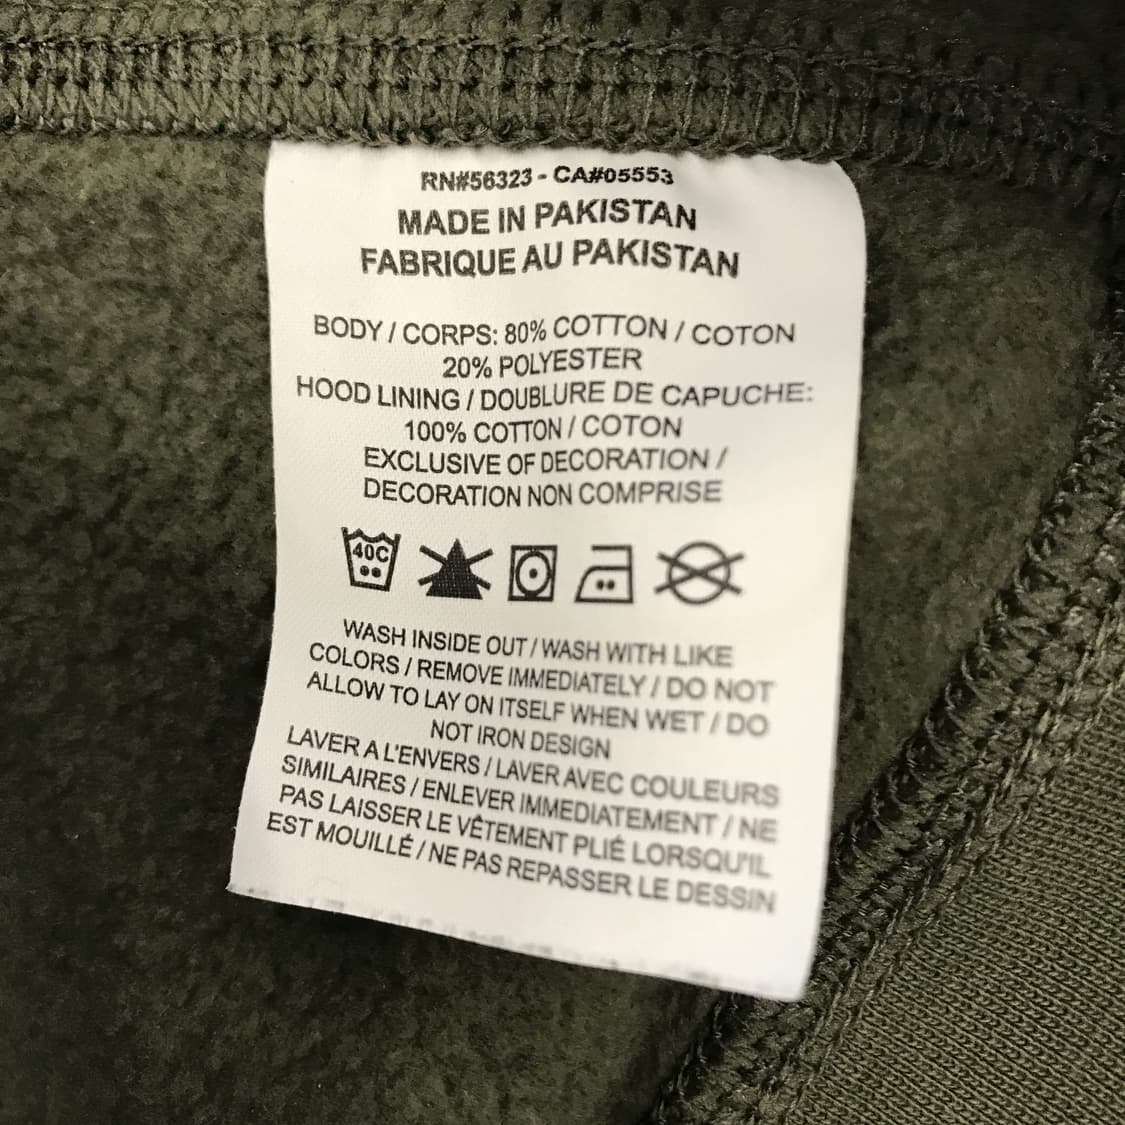 RN#56323 - CA#05553
MADE IN PAKISTAN
FABRIQUE AU PAKISTAN
BODY / CORPS: 80% COTTON / COTON
20% POLYESTER
HOOD LINING / DOUBLURE DE CAPUCHE:
100% COTTON / COTON
EXCLUSIVE OF DECORATION /
DECORATION NON COMPRISE
40C
WASH INSIDE OUT / WASH WITH LIKE
COLORS / REMOVE IMMEDIATELY / DO NOT
ALLOW TO LAY ON ITSELF WHEN WET / DO
NOT IRON DESIGN
LAVER A L'ENVERS / LAVER AVEC COULEURS
SIMILAIRES / ENLEVER IMMEDIATEMENT / NE
PAS LAISSER LE VÊTEMENT PLIÉ LORSQU'IL
EST MOUILLÉ / NE PAS REPASSER LE DESSIN